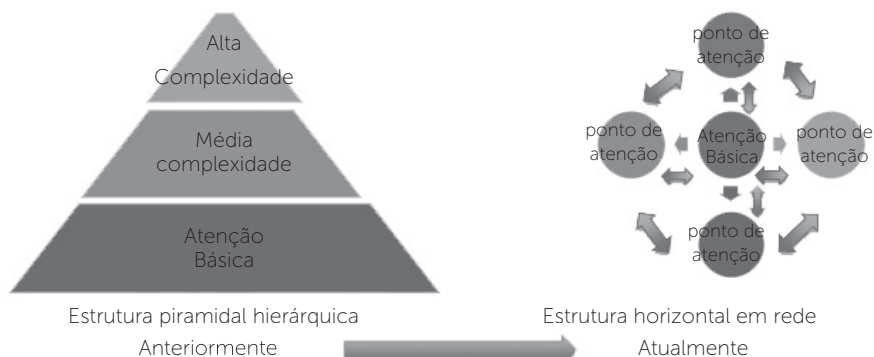 Alta
Complexidade
Média
complexidade
Atenção
Básica
Estrutura piramidal hierárquica
Anteriormente
ponto de
atenção
ponto de
atenção
Atenção
Básica
ponto de
atenção
ponto de
atenção
Estrutura horizontal em rede
Atualmente